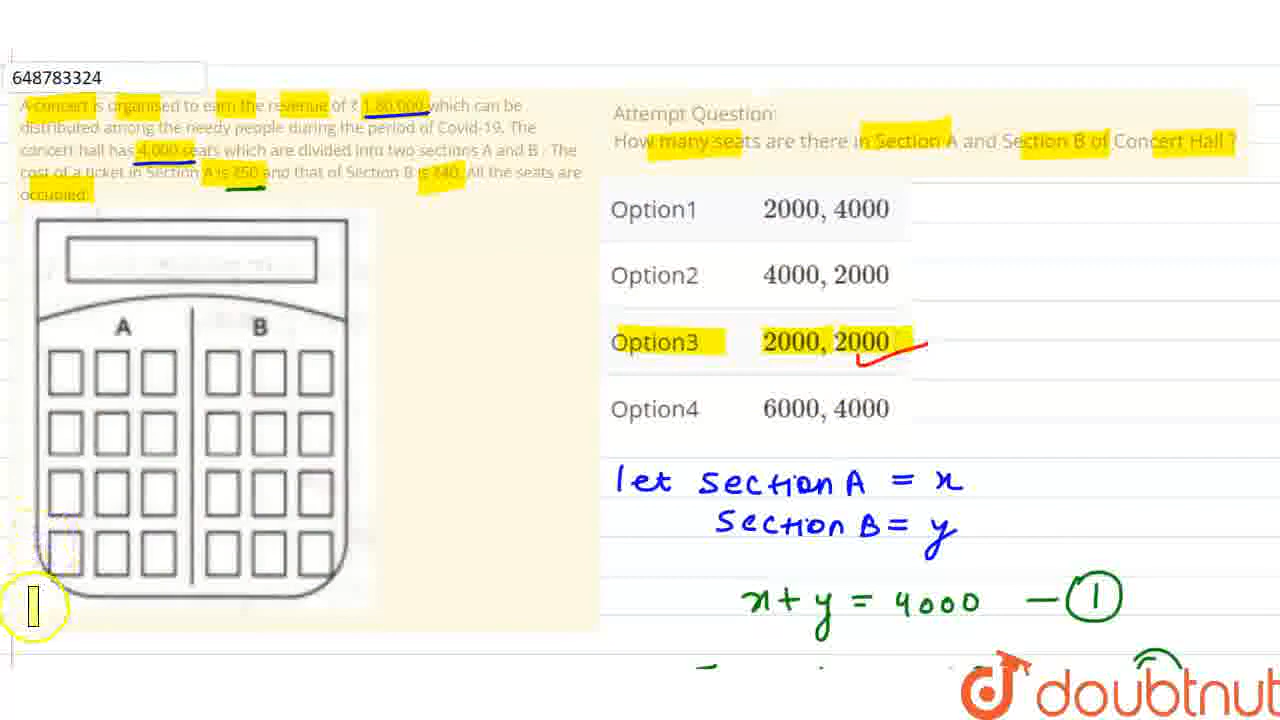 648783324
A concert is organised to earn the revenue of ₹ 1,80,000 which can be
distributed among the needy people during the period of Covid-19. The
concert hall has 4,000 seats which are divided into two sections A and B . The
cost of a ticket in Section A is ₹50 and that of Section B is ₹40. All the seats are
occupied.
A B
Attempt Question:
How many seats are there in Section A and Section B of Concert Hall ?
Option1 2000, 4000
Option2 4000, 2000
Option3 2000, 2000
Option4 6000, 4000
let section A = x
section B = y
x + y = 4000 — 1
doubtnut